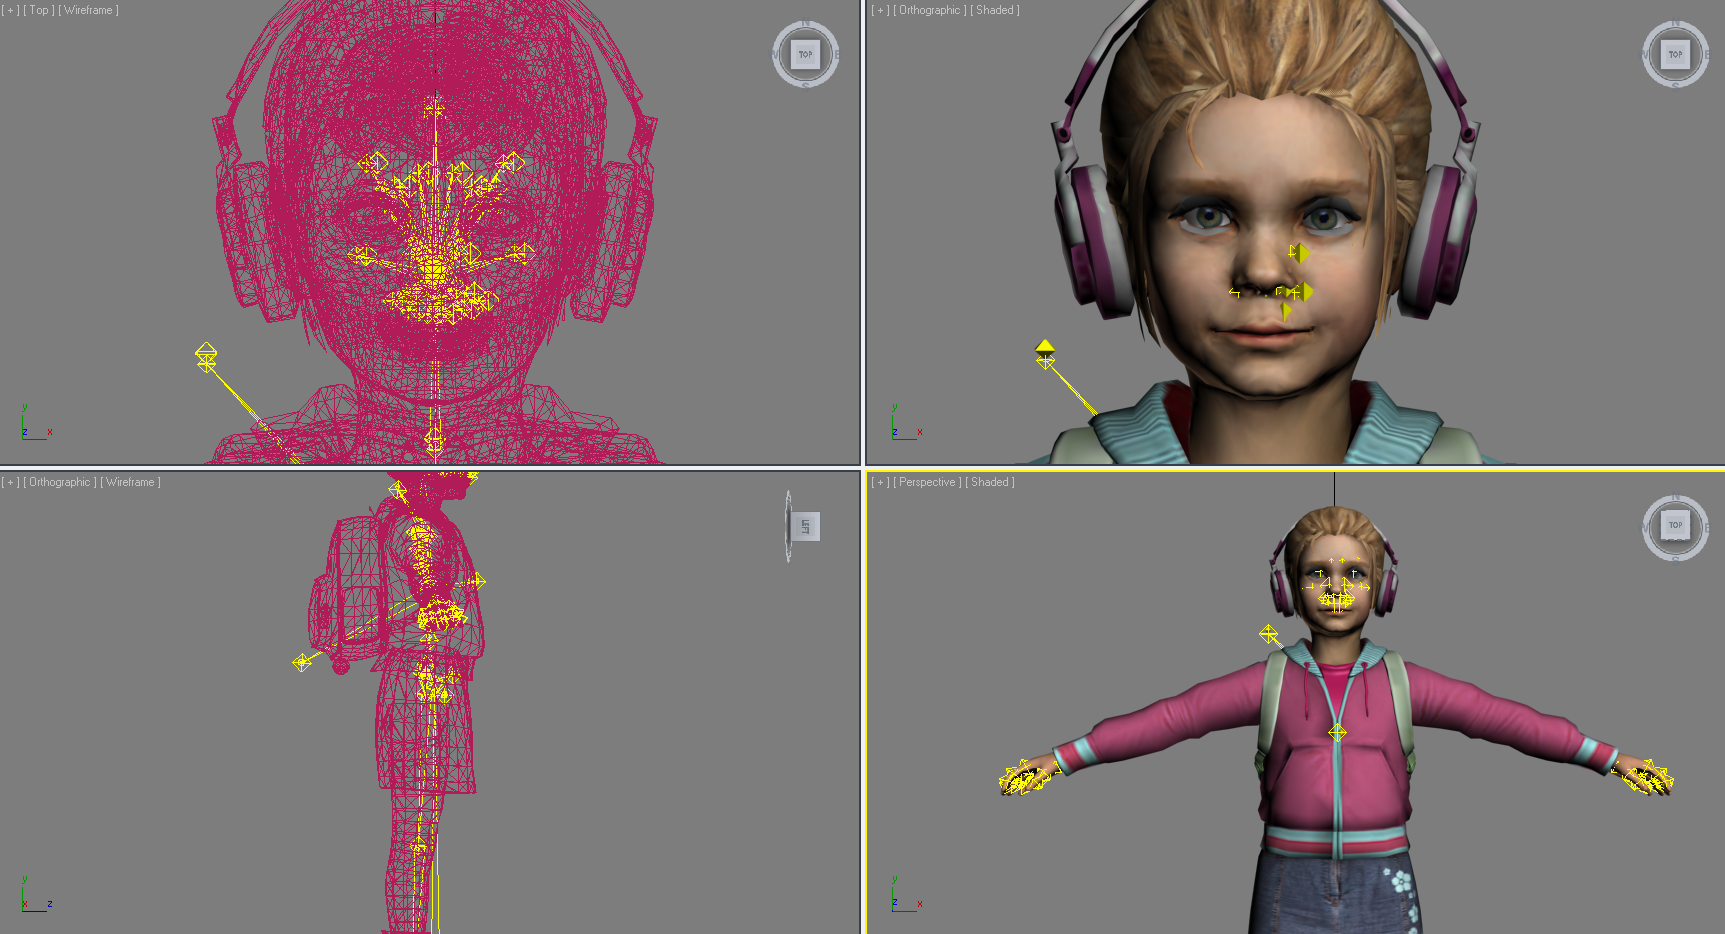 [ + ] [ Top ] [ Wireframe ]
N
W
TOP
E
S
y
z
x
[ + ] [ Orthographic ] [ Shaded ]
N
W
TOP
E
S
y
z
x
[ + ] [ Orthographic ] [ Wireframe ]
LEFT
y
x
z
[ + ] [ Perspective ] [ Shaded ]
N
W
TOP
E
S
y
z
x